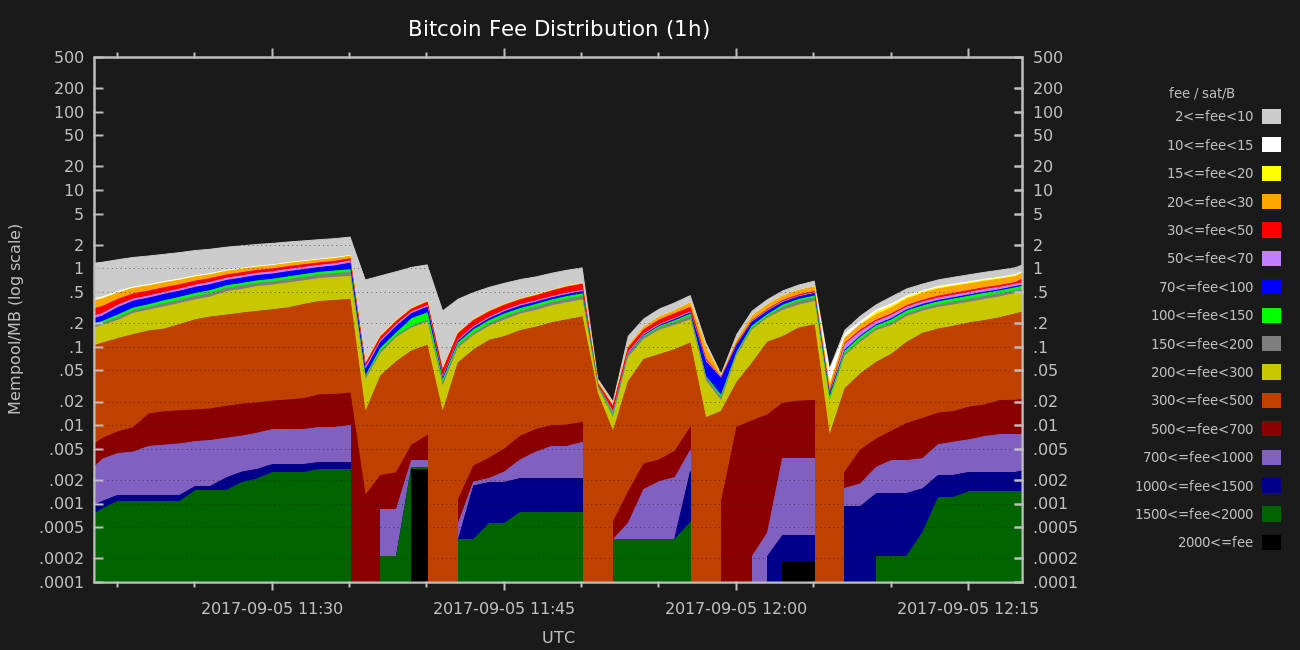 Bitcoin Fee Distribution (1h)
500 500
200 200
100 100
50 50
20 20
10 10
5 5
2 2
1 1
.5 .5
.2 .2
.1 .1
.05 .05
.02 .02
.01 .01
.005 .005
.002 .002
.001 .001
.0005 .0005
.0002 .0002
.0001 .0001
Mempool/MB (log scale)
2017-09-05 11:30 2017-09-05 11:45 2017-09-05 12:00 2017-09-05 12:15
UTC
fee / sat/B
2<=fee<10
10<=fee<15
15<=fee<20
20<=fee<30
30<=fee<50
50<=fee<70
70<=fee<100
100<=fee<150
150<=fee<200
200<=fee<300
300<=fee<500
500<=fee<700
700<=fee<1000
1000<=fee<1500
1500<=fee<2000
2000<=fee